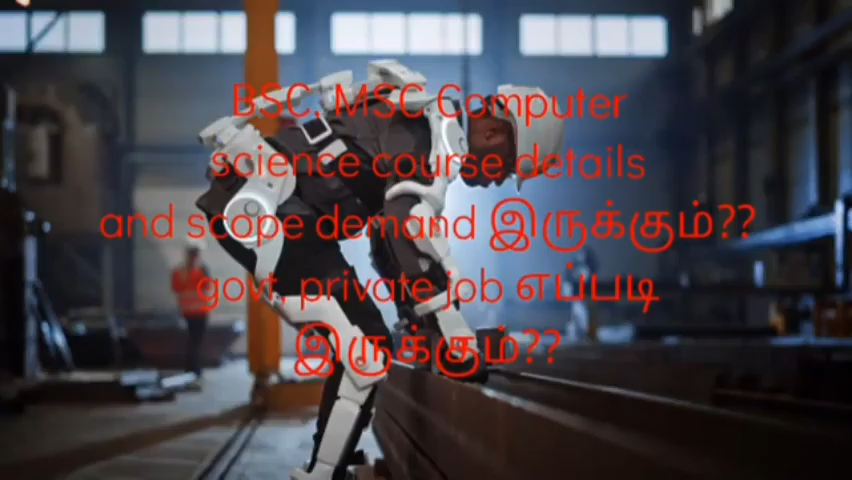 BSC, MSC Computer
science course details
and scope demand இருக்கும்??
govt, private job எப்படி
இருக்கும்??